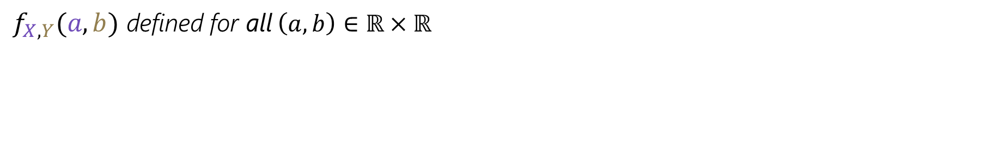 f_{X,Y}(a, b) defined for all (a, b) ∈ ℝ × ℝ